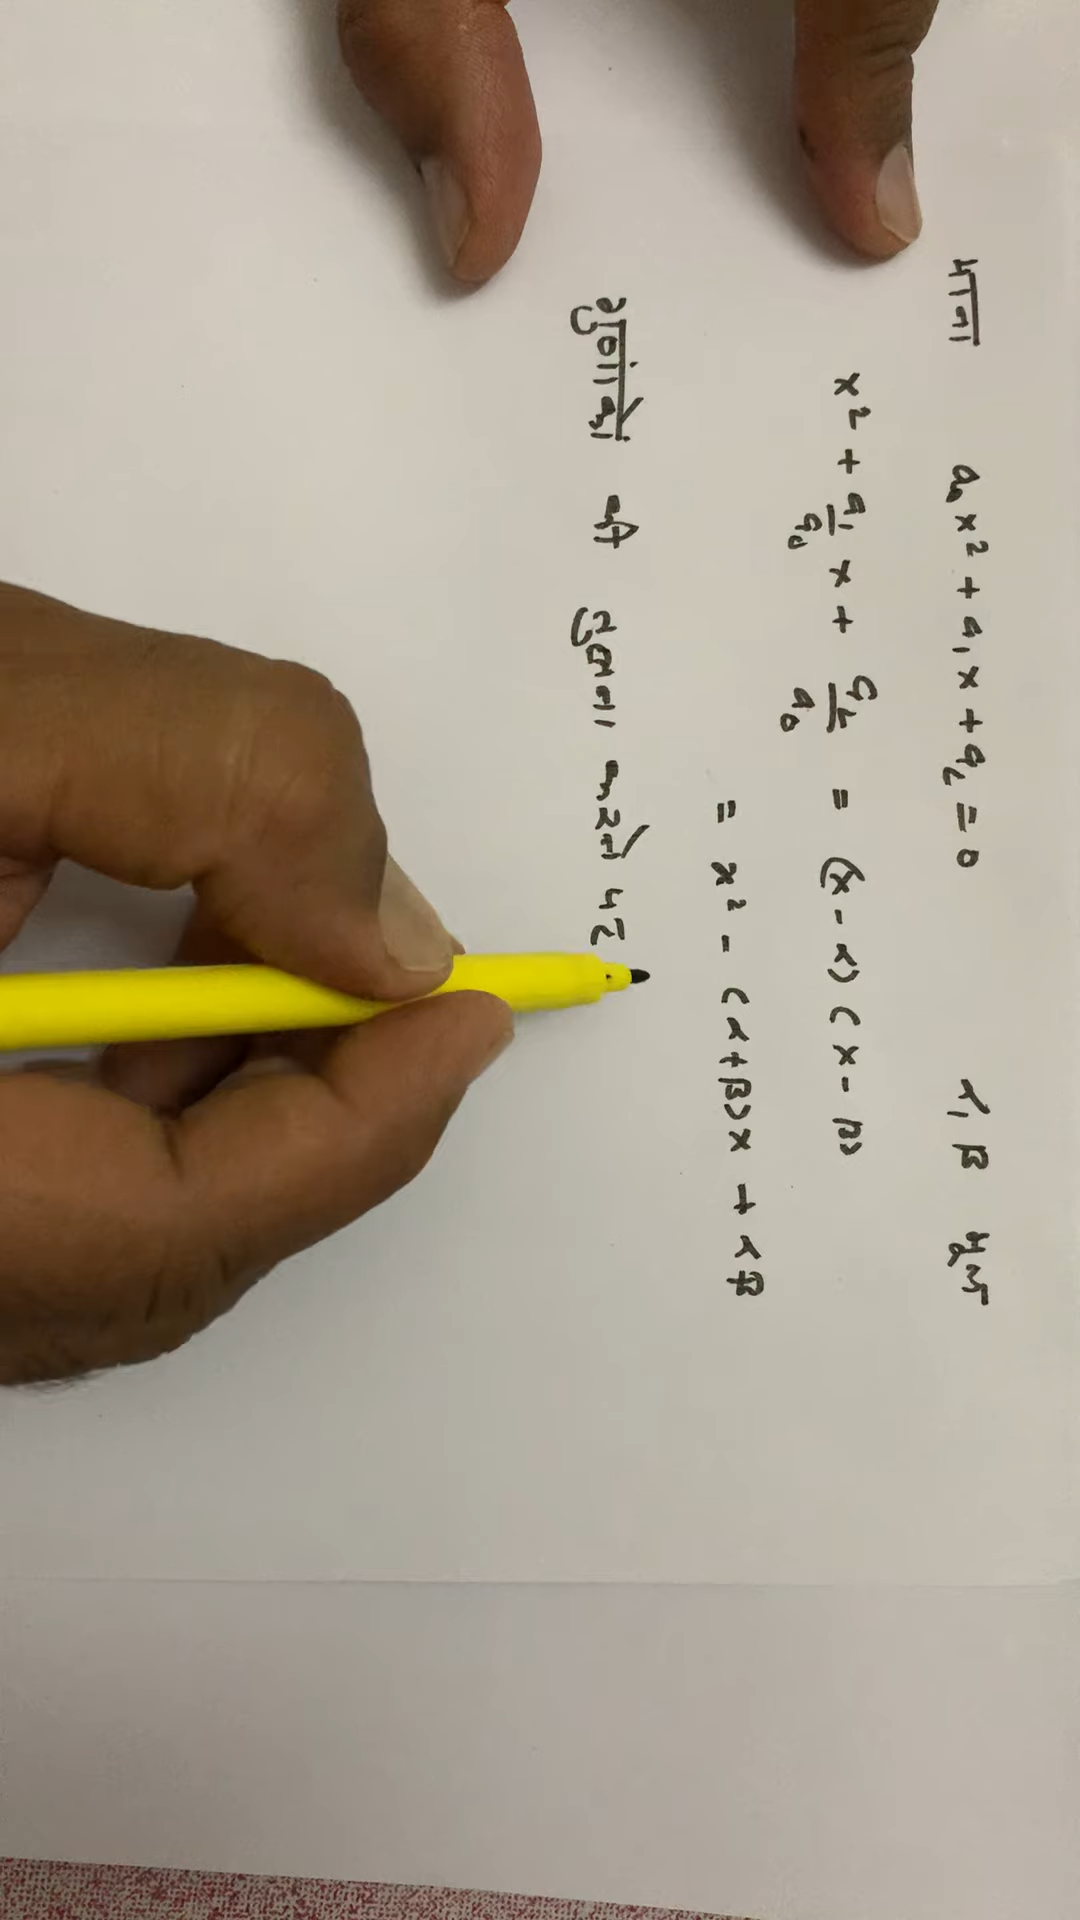 माना a₀x² + a₁x + a₂ = 0 α, β मूल
x² + a₁/a₀ x + a₂/a₀ = (x - α) (x - β)
= x² - (α+β)x + αβ
गुणांकों की तुलना करने पर